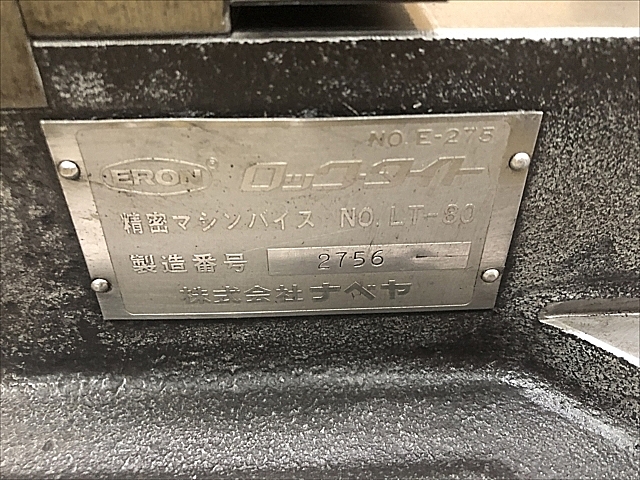 NO. E-275
ERON® ロック・タイト
精密マシンバイス NO. LT-80
製造番号 2756
株式会社ナベヤ